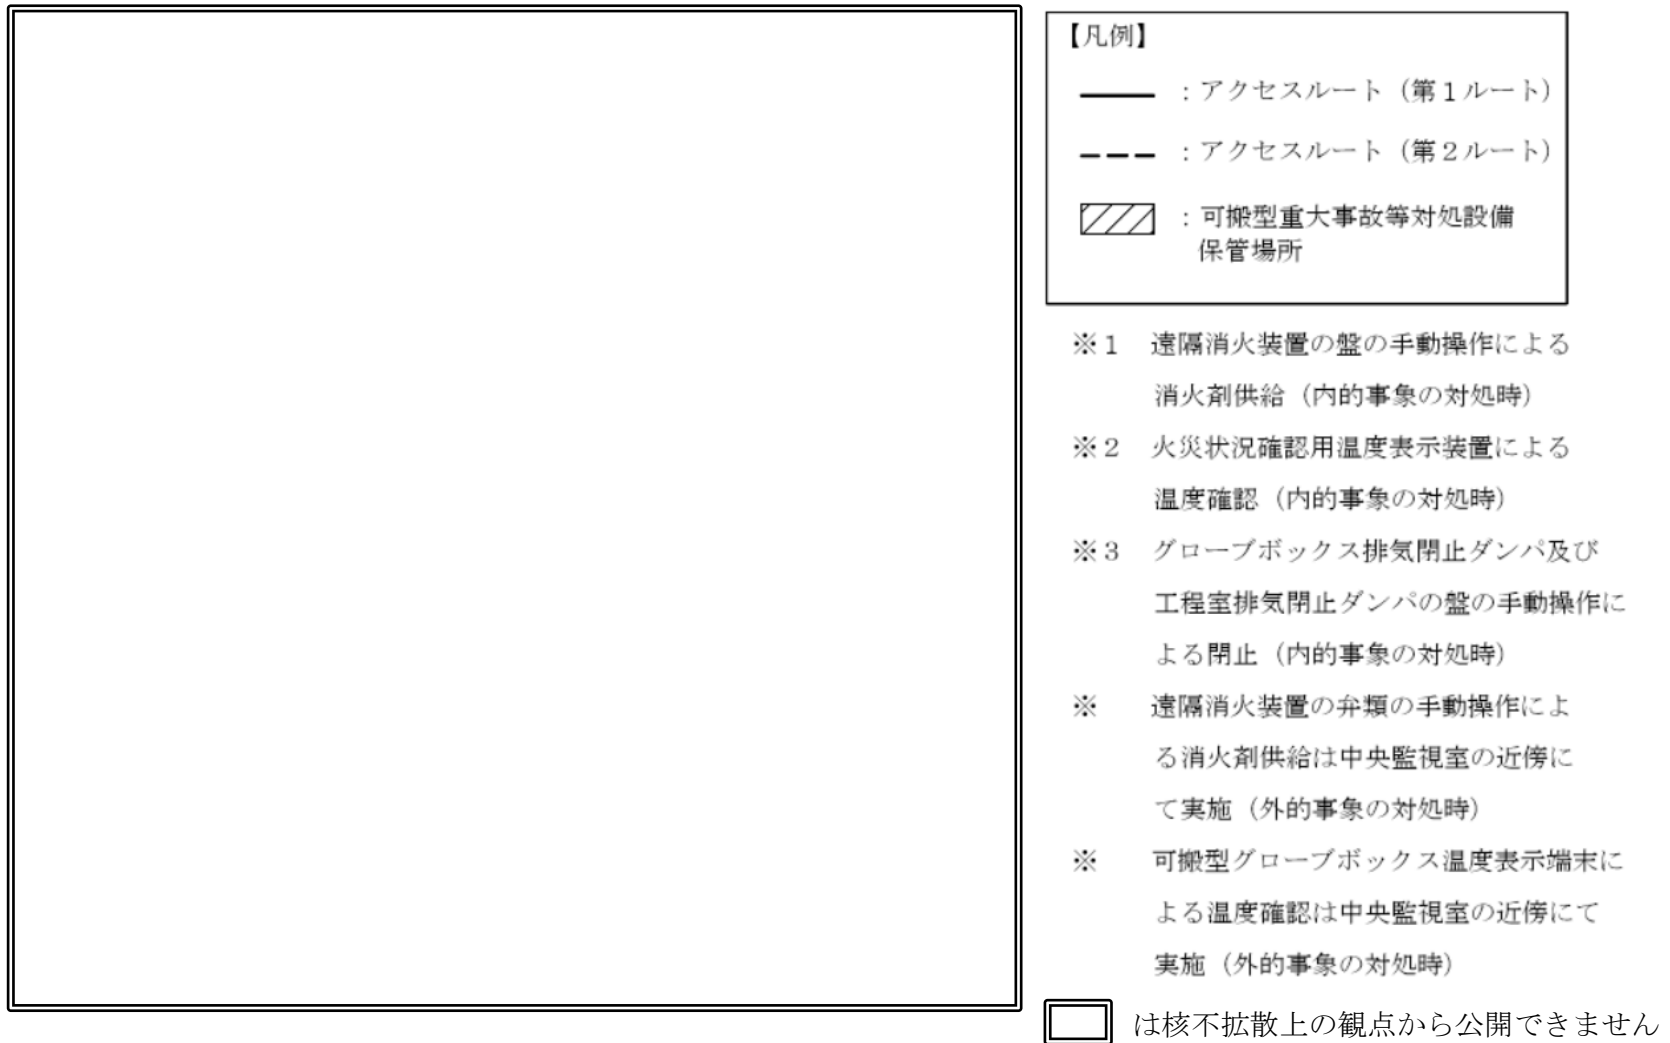 【凡例】
：アクセスルート（第１ルート）
：アクセスルート（第２ルート）
：可搬型重大事故等対処設備
保管場所
※１　遠隔消火装置の盤の手動操作による
消火剤供給（内的事象の対処時）
※２　火災状況確認用温度表示装置による
温度確認（内的事象の対処時）
※３　グローブボックス排気閉止ダンパ及び
工程室排気閉止ダンパの盤の手動操作に
よる閉止（内的事象の対処時）
※　遠隔消火装置の弁類の手動操作によ
る消火剤供給は中央監視室の近傍に
て実施（外的事象の対処時）
※　可搬型グローブボックス温度表示端末に
よる温度確認は中央監視室の近傍にて
実施（外的事象の対処時）
は核不拡散上の観点から公開できません